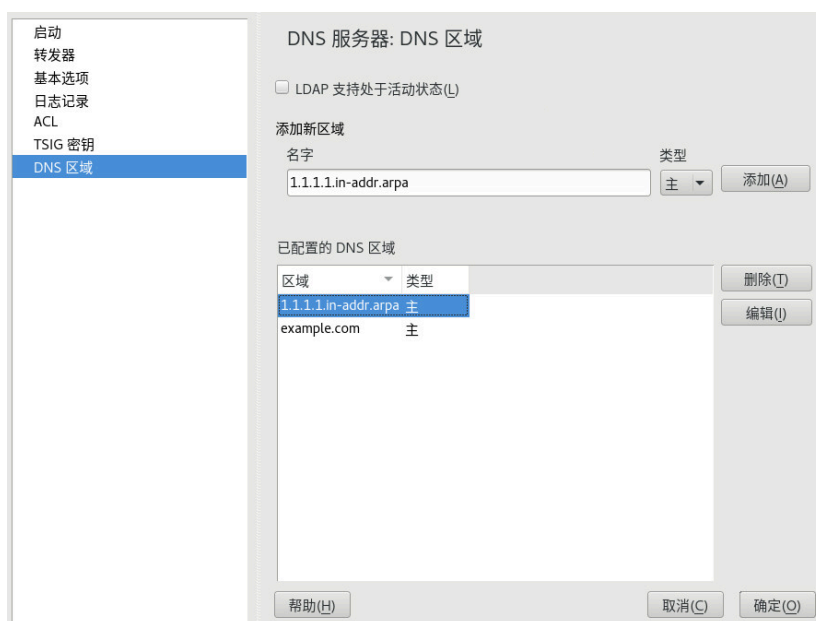 启动
转发器
基本选项
日志记录
ACL
TSIG 密钥
DNS 区域
DNS 服务器: DNS 区域
LDAP 支持处于活动状态(L)
添加新区域
名字 类型
1.1.1.1.in-addr.arpa 主 添加(A)
已配置的 DNS 区域
区域 类型 删除(T)
1.1.1.1.in-addr.arpa 主 编辑(I)
example.com 主
帮助(H) 取消(C) 确定(O)